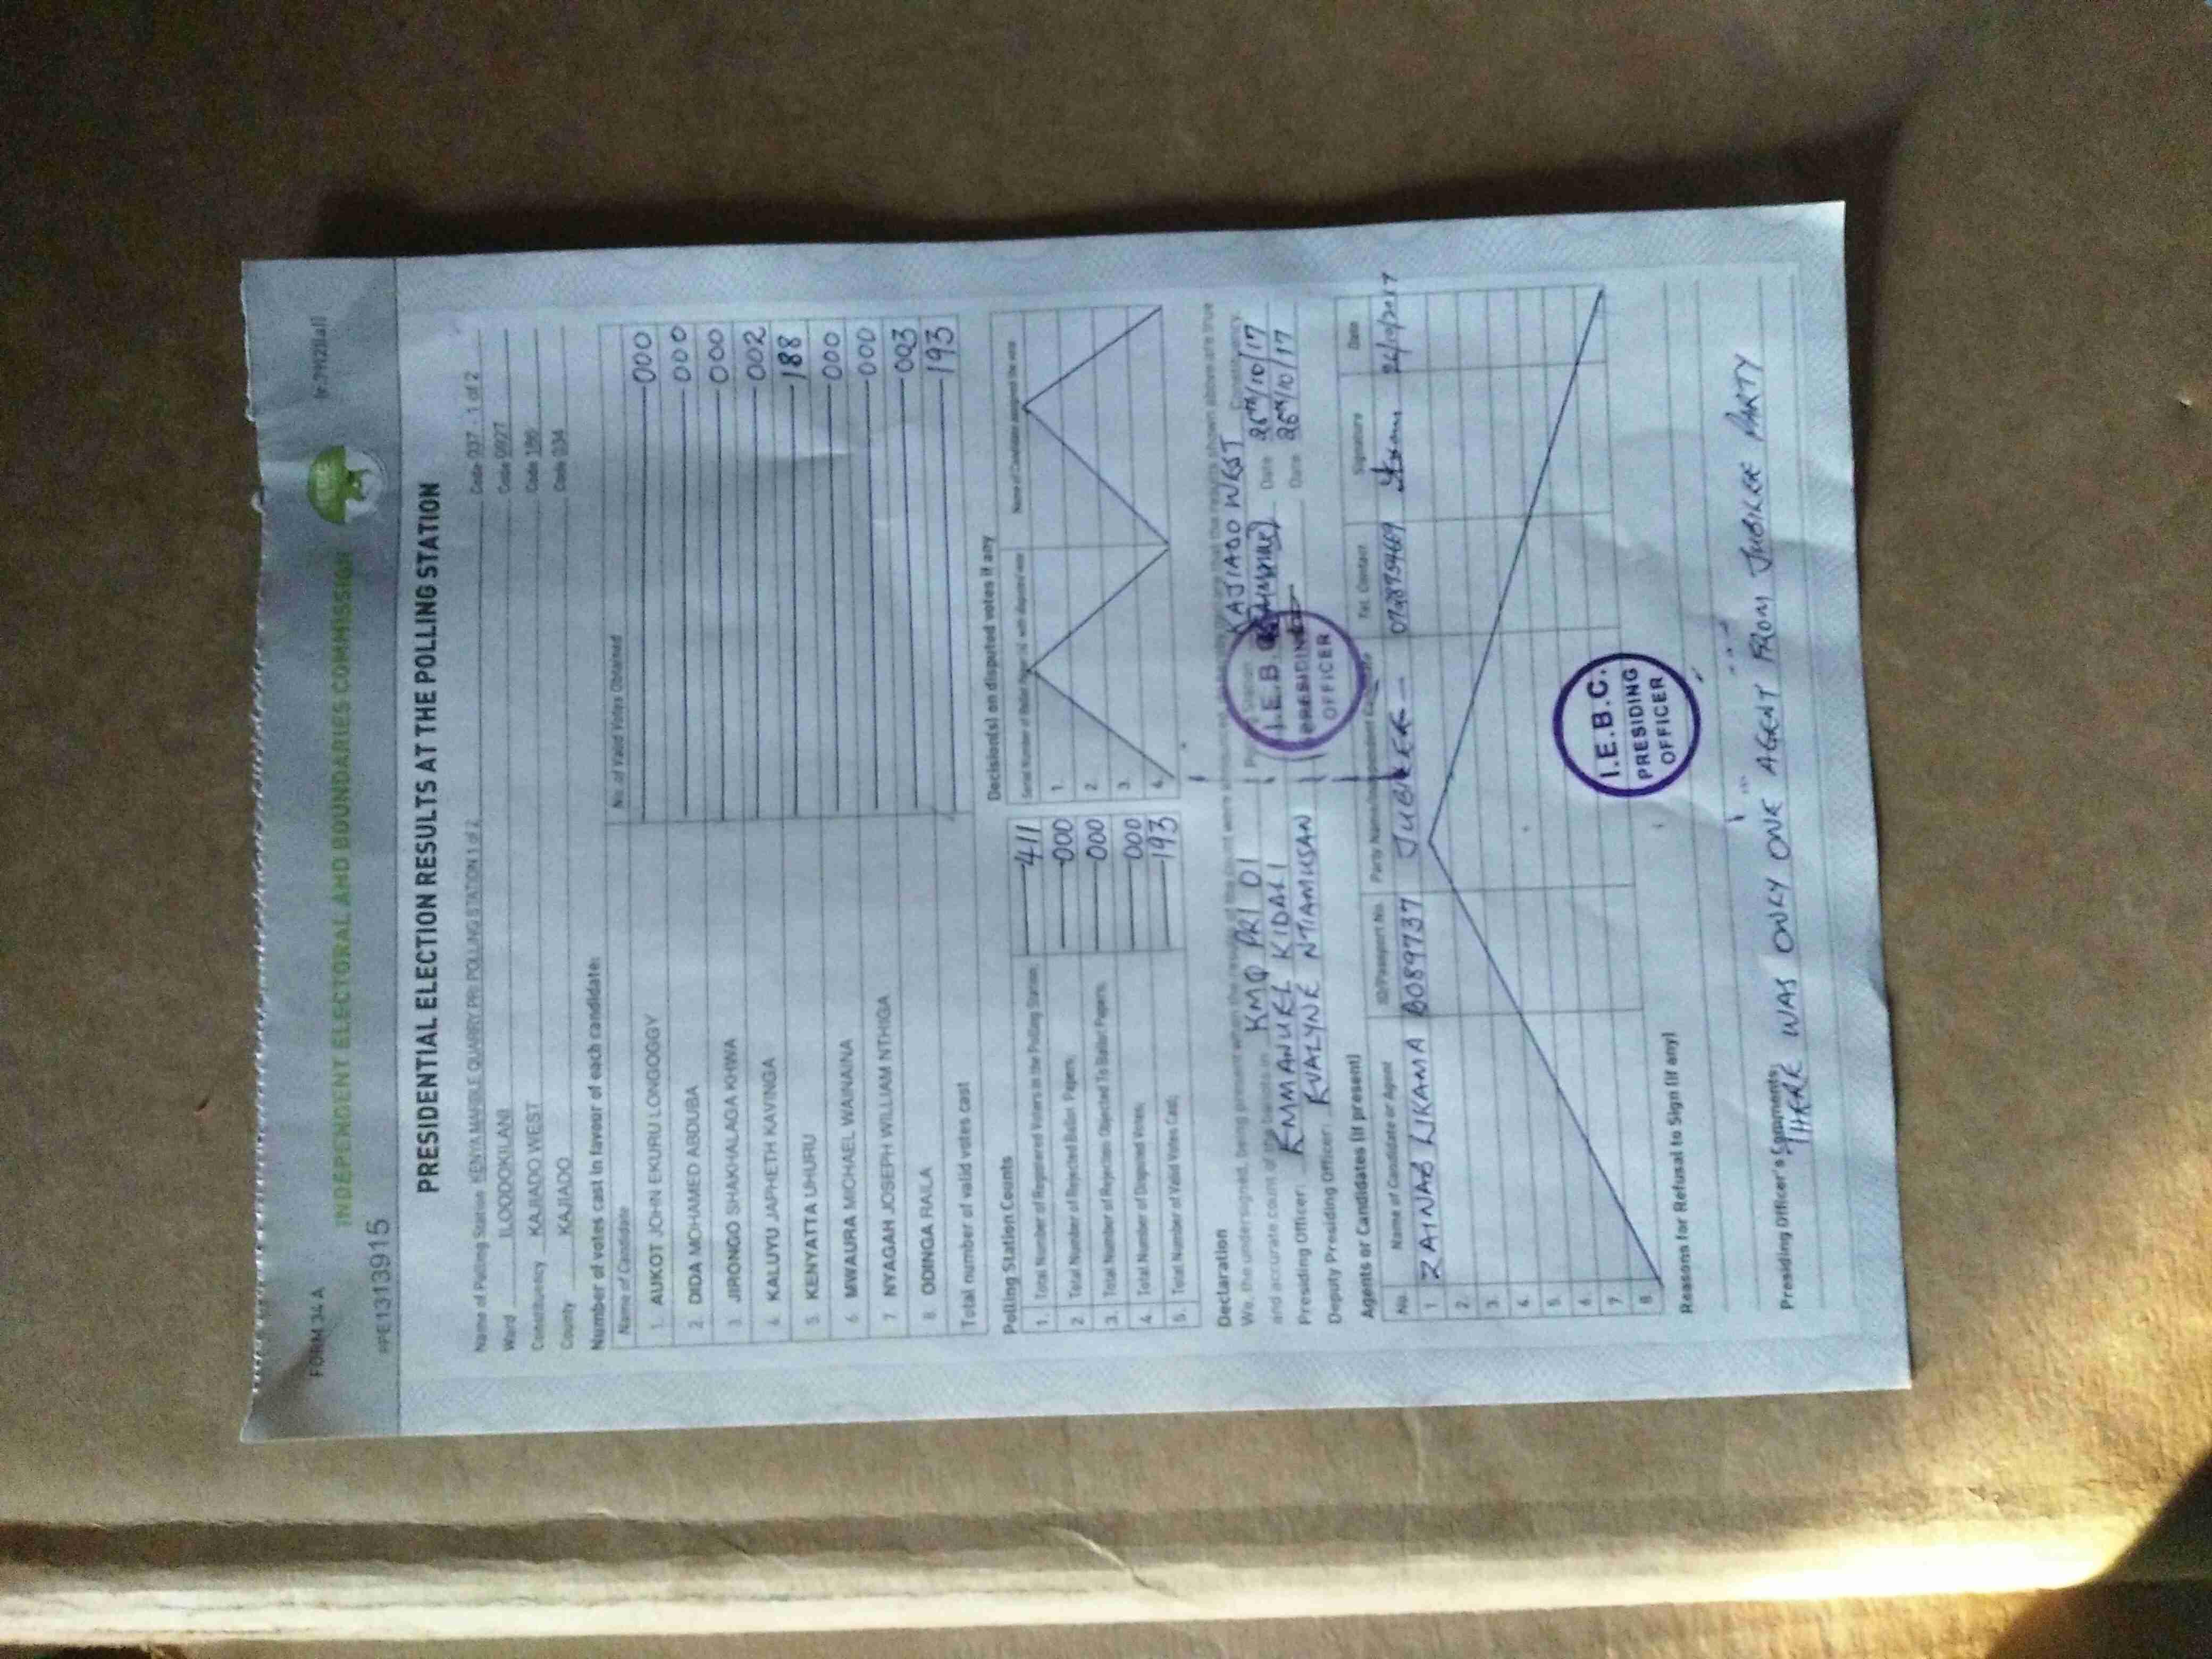 FORM 34 A
INDEPENDENT ELECTORAL AND BOUNDARIES COMMISSION
PRESIDENTIAL ELECTION RESULTS AT THE POLLING STATION
Name of Polling Station KENYA MARBLE QUARRY PRI POLLING STATION 1 of 2 Code 037 - 1 of 2
Ward ILOODOKILANI Code 0927
Constituency KAJIADO WEST Code 186
County KAJIADO Code 034
Number of votes cast in favour of each candidate:
Name of Candidate No. of Valid Votes Obtained
1. AUKOT JOHN EKURU LONGOGGY 000
2. DIDA MOHAMED ABDUBA 000
3. JIRONGO SHAKHALAGA KHWA 000
4. KALUYU JAPHETH KAVINGA 002
5. KENYATTA UHURU 188
6. MWAURA MICHAEL WAINAINA 000
7. NYAGAH JOSEPH WILLIAM NTHIGA 000
8. ODINGA RAILA 003
Total number of valid votes cast 193
Polling Station Counts
1. Total Number of Registered Voters in the Polling Station 411
2. Total Number of Rejected Ballot Papers 000
3. Total Number of Rejection Objected To Ballot Papers 000
4. Total Number of Disputed Votes 000
5. Total Number of Valid Votes Cast 193
Decision(s) on disputed votes if any
Serial Number of Ballot Paper(s) with disputed vote Name of Candidate assigned the vote
1.
2.
3.
4.
Declaration
We, the undersigned, being present when the results of the count were that the results shown above are true
and accurate count of the ballots in KMQ PRI 01 Polling Station KAJIADO WEST Constituency
Presiding Officer: EMANUEL KIDALI Date 26th/10/17
Deputy Presiding Officer: EVALYNE NTIAMUSAN Date 26th/10/17
I.E.B.C.
PRESIDING
OFFICER
Agents or Candidates (if present)
No. Name of Candidate or Agent ID/Passport No. Party Name/Independent Candidate Tel. Contact Signature Date
1 ZAINAB LIKAMA B089737 JUBILEE 26/10/2017
2.
3.
4.
5.
6.
7.
8.
I.E.B.C.
PRESIDING
OFFICER
Reasons for Refusal to Sign (if any)
Presiding Officer's Comments:
THERE WAS ONLY ONE AGENT FROM JUBILEE PARTY